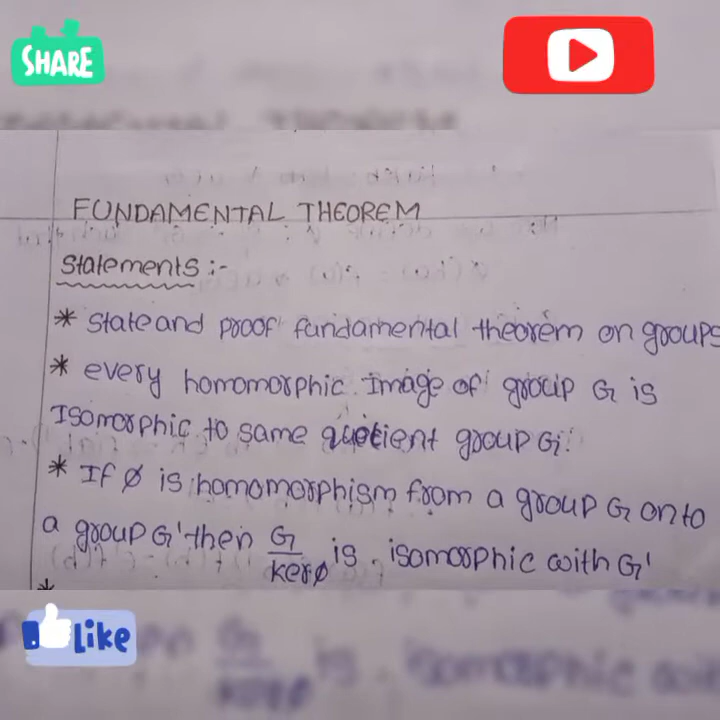 SHARE
FUNDAMENTAL THEOREM
Statements :-
* State and proof fundamental theorem on groups
* every homomorphic Image of group G is
Isomorphic to same quotient group G.
* If ø is homomorphism from a group G onto
a group G' then G/kerø is isomorphic with G'
*
Like